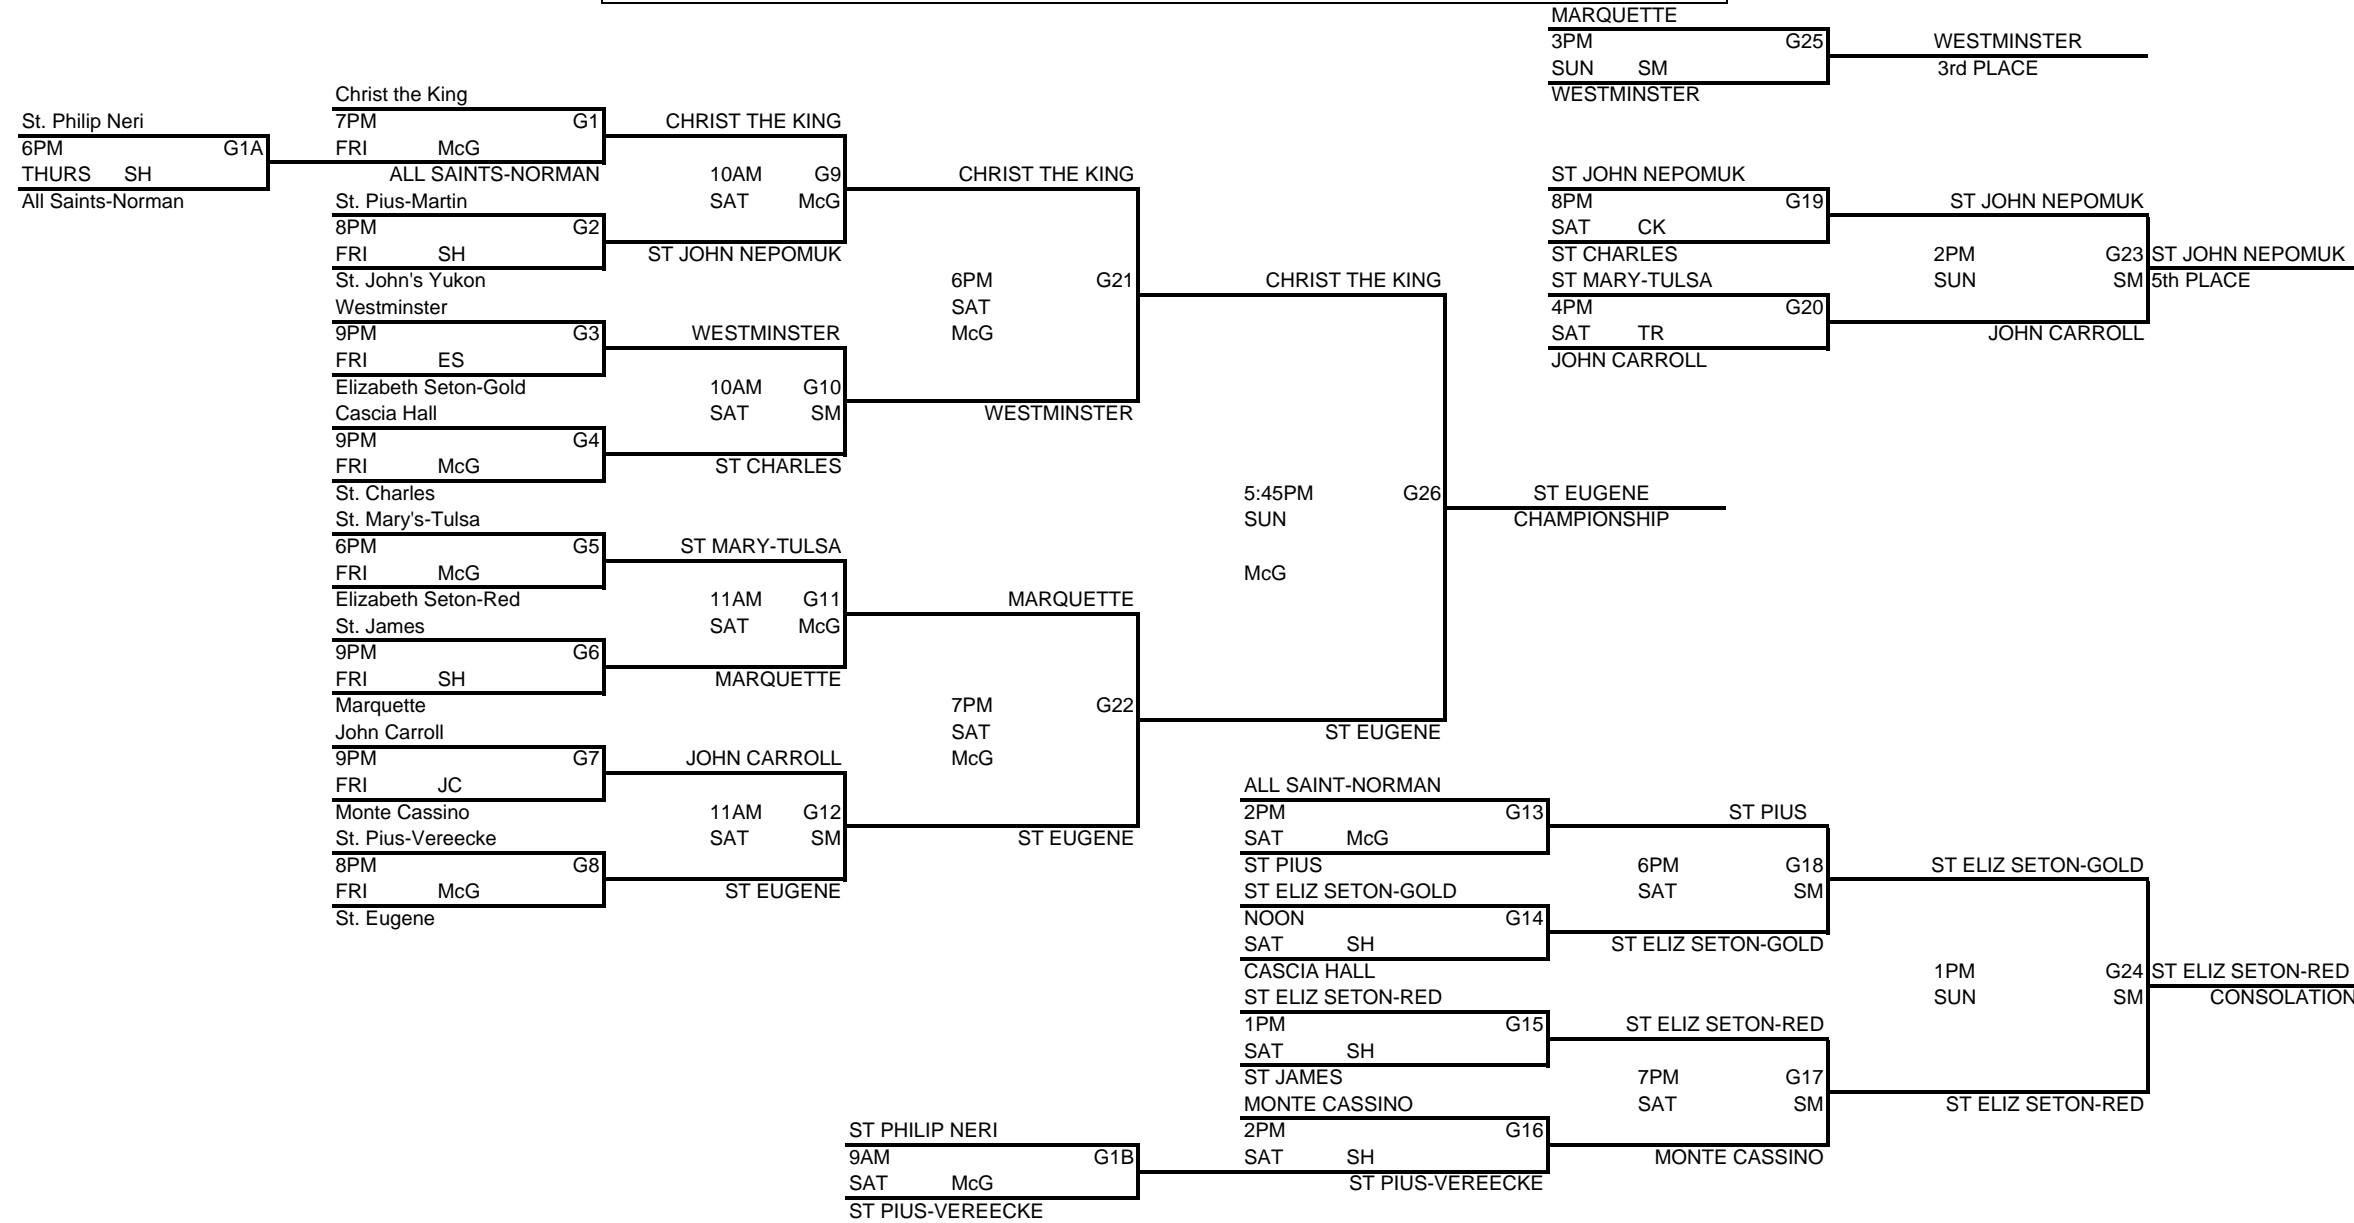 MARQUETTE
3PM G25 WESTMINSTER
SUN SM 3rd PLACE
Christ the King WESTMINSTER
St. Philip Neri 7PM G1 CHRIST THE KING
6PM G1A FRI McG
THURS SH ALL SAINTS-NORMAN 10AM G9 CHRIST THE KING ST JOHN NEPOMUK
All Saints-Norman St. Pius-Martin SAT McG 8PM G19 ST JOHN NEPOMUK
8PM G2 SAT CK
FRI SH ST JOHN NEPOMUK ST CHARLES 2PM G23 ST JOHN NEPOMUK
St. John's Yukon 6PM G21 CHRIST THE KING ST MARY-TULSA SUN SM 5th PLACE
Westminster SAT 4PM G20
9PM G3 WESTMINSTER McG SAT TR JOHN CARROLL
FRI ES JOHN CARROLL
Elizabeth Seton-Gold 10AM G10
Cascia Hall SAT SM WESTMINSTER
9PM G4
FRI McG ST CHARLES
St. Charles 5:45PM G26 ST EUGENE
St. Mary's-Tulsa SUN CHAMPIONSHIP
6PM G5 ST MARY-TULSA
FRI McG McG
Elizabeth Seton-Red 11AM G11 MARQUETTE
St. James SAT McG
9PM G6
FRI SH MARQUETTE
Marquette 7PM G22
John Carroll SAT ST EUGENE
9PM G7 JOHN CARROLL McG
FRI JC ALL SAINT-NORMAN
Monte Cassino 11AM G12 2PM G13 ST PIUS
St. Pius-Vereecke SAT SM ST EUGENE SAT McG
8PM G8 ST PIUS 6PM G18 ST ELIZ SETON-GOLD
FRI McG ST EUGENE ST ELIZ SETON-GOLD SAT SM
St. Eugene NOON G14
SAT SH ST ELIZ SETON-GOLD
CASCIA HALL 1PM G24 ST ELIZ SETON-RED
ST ELIZ SETON-RED SUN SM CONSOLATION
1PM G15 ST ELIZ SETON-RED
SAT SH
ST JAMES 7PM G17
MONTE CASSINO SAT SM ST ELIZ SETON-RED
ST PHILIP NERI 2PM G16
9AM G1B SAT SH MONTE CASSINO
SAT McG ST PIUS-VEREECKE
ST PIUS-VEREECKE